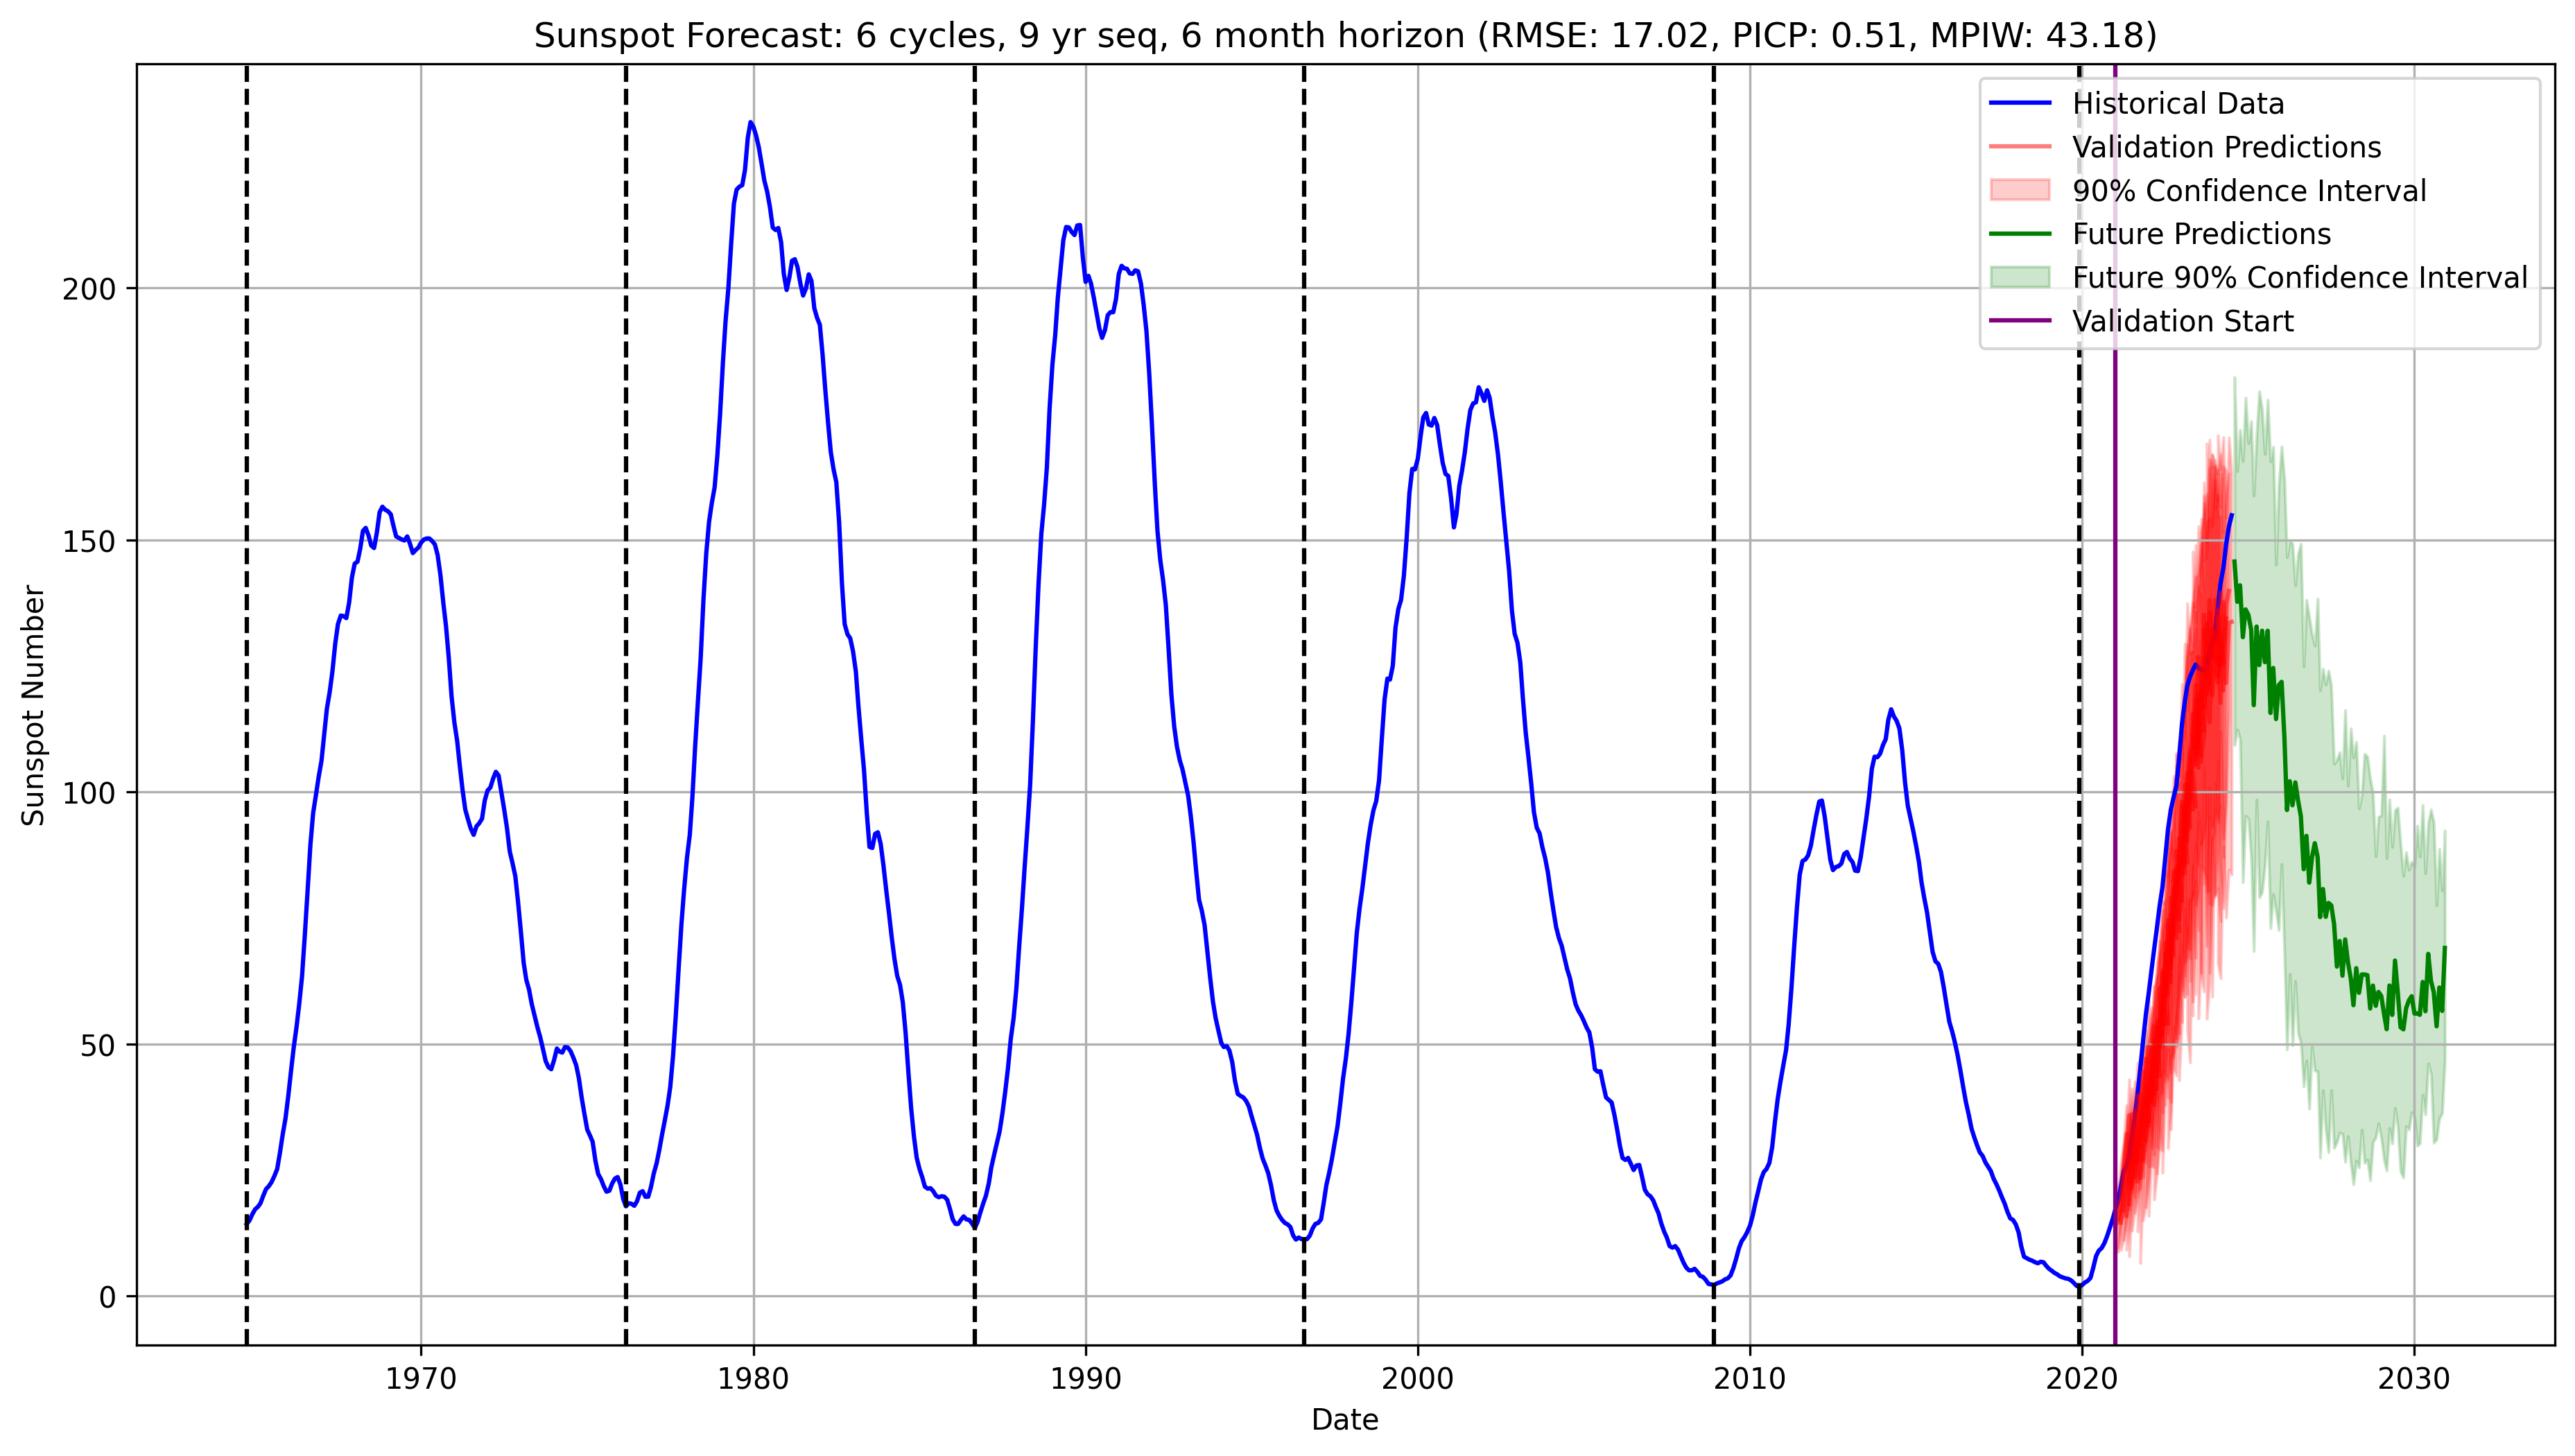 Sunspot Forecast: 6 cycles, 9 yr seq, 6 month horizon (RMSE: 17.02, PICP: 0.51, MPIW: 43.18)
Historical Data
Validation Predictions
90% Confidence Interval
Future Predictions
Future 90% Confidence Interval
Validation Start
Sunspot Number
200
150
100
50
0
1970
1980
1990
2000
2010
2020
2030
Date